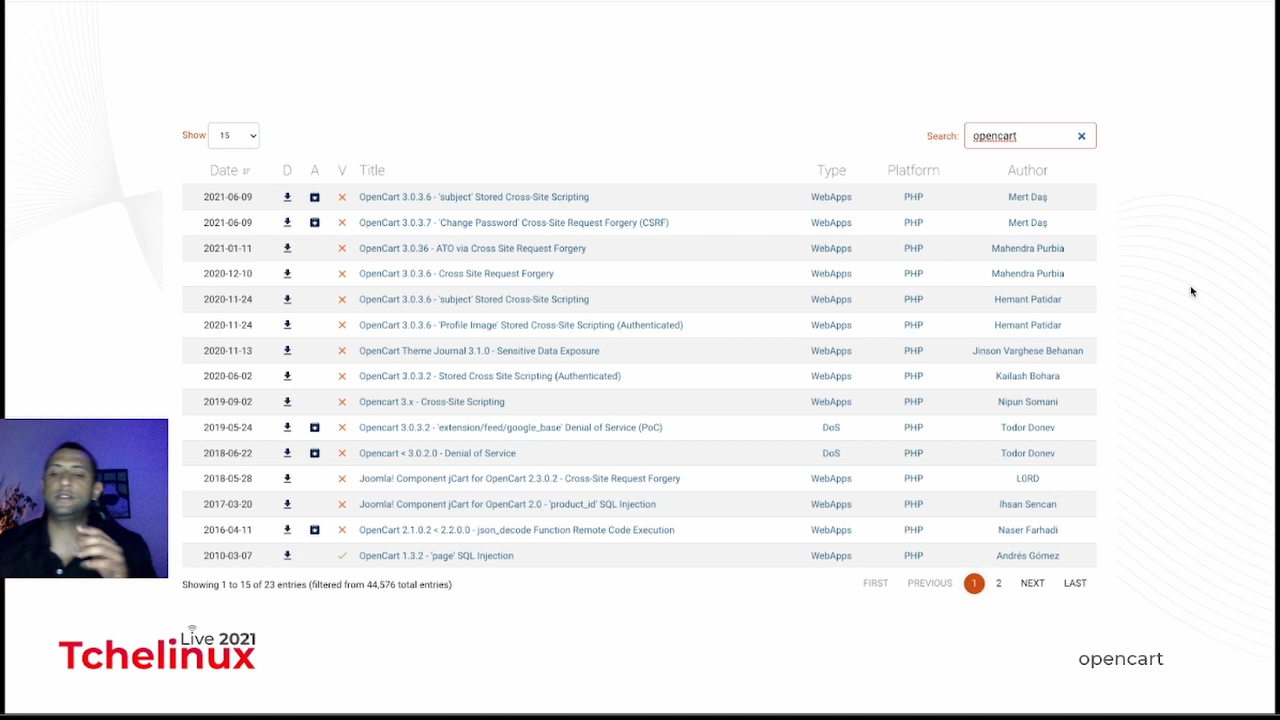 Show 15 Search: opencart
Date D A V Title Type Platform Author
2021-06-09 OpenCart 3.0.3.6 - 'subject' Stored Cross-Site Scripting WebApps PHP Mert Daş
2021-06-09 OpenCart 3.0.3.7 - 'Change Password' Cross-Site Request Forgery (CSRF) WebApps PHP Mert Daş
2021-01-11 OpenCart 3.0.36 - ATO via Cross Site Request Forgery WebApps PHP Mahendra Purbia
2020-12-10 OpenCart 3.0.3.6 - Cross Site Request Forgery WebApps PHP Mahendra Purbia
2020-11-24 OpenCart 3.0.3.6 - 'subject' Stored Cross-Site Scripting WebApps PHP Hemant Patidar
2020-11-24 OpenCart 3.0.3.6 - 'Profile Image' Stored Cross-Site Scripting (Authenticated) WebApps PHP Hemant Patidar
2020-11-13 OpenCart Theme Journal 3.1.0 - Sensitive Data Exposure WebApps PHP Jinson Varghese Behanan
2020-06-02 OpenCart 3.0.3.2 - Stored Cross Site Scripting (Authenticated) WebApps PHP Kailash Bohara
2019-09-02 Opencart 3.x - Cross-Site Scripting WebApps PHP Nipun Somani
2019-05-24 Opencart 3.0.3.2 - 'extension/feed/google_base' Denial of Service (PoC) DoS PHP Todor Donev
2018-06-22 Opencart < 3.0.2.0 - Denial of Service DoS PHP Todor Donev
2018-05-28 Joomla! Component jCart for OpenCart 2.3.0.2 - Cross-Site Request Forgery WebApps PHP L0RD
2017-03-20 Joomla! Component jCart for OpenCart 2.0 - 'product_id' SQL Injection WebApps PHP Ihsan Sencan
2016-04-11 OpenCart 2.1.0.2 < 2.2.0.0 - json_decode Function Remote Code Execution WebApps PHP Naser Farhadi
2010-03-07 OpenCart 1.3.2 - 'page' SQL Injection WebApps PHP Andrés Gómez
Showing 1 to 15 of 23 entries (filtered from 44,576 total entries) FIRST PREVIOUS 1 2 NEXT LAST
Live 2021
Tchelinux
opencart